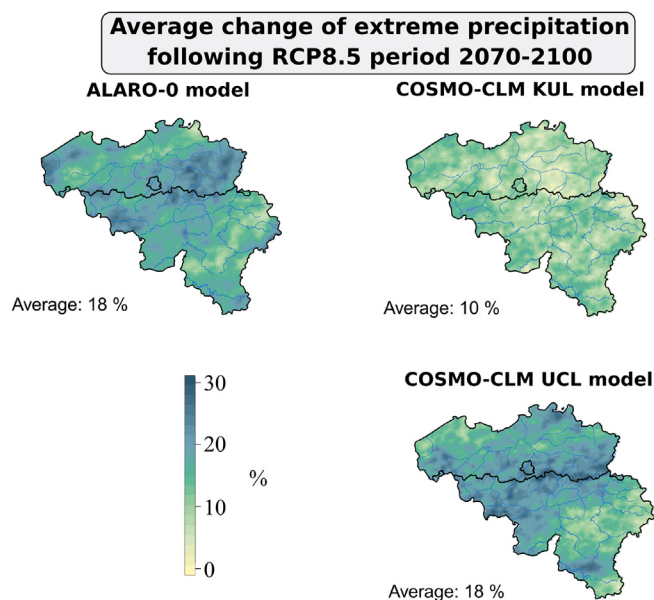 Average change of extreme precipitation
following RCP8.5 period 2070-2100
ALARO-0 model
COSMO-CLM KUL model
Average: 18 %
Average: 10 %
COSMO-CLM UCL model
30
20
%
10
0
Average: 18 %